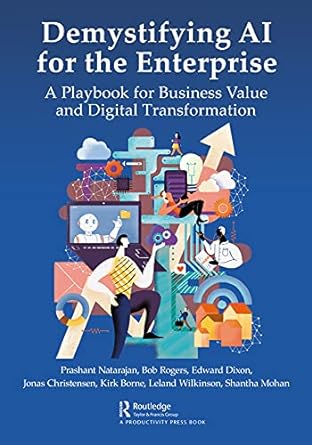 Demystifying AI
for the Enterprise
A Playbook for Business Value
and Digital Transformation
Prashant Natarajan, Bob Rogers, Edward Dixon,
Jonas Christensen, Kirk Borne, Leland Wilkinson, Shantha Mohan
Routledge
Taylor & Francis Group
A PRODUCTIVITY PRESS BOOK